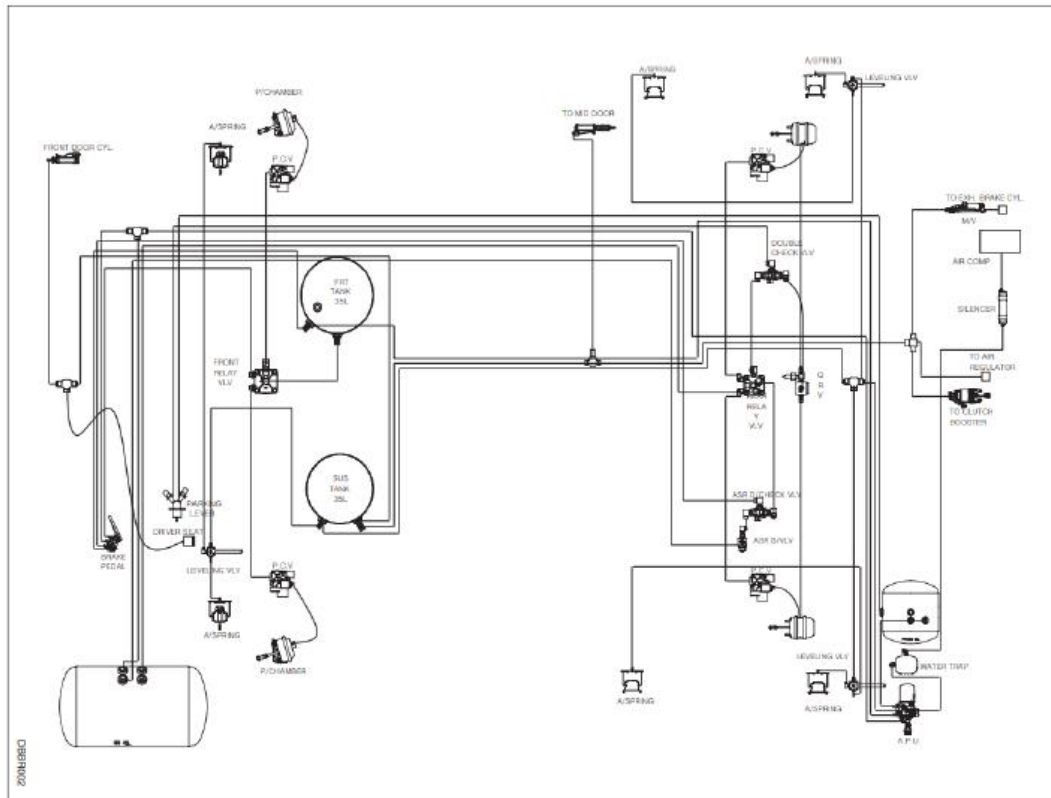 A/SPRING
A/SPRING
LEVELING VLV
P/CHAMBER
A/SPRING
TO MID DOOR
FRONT DOOR CYL.
P.C.V
P.C.V
TO EXH. BRAKE CYL.
M/V
DOUBLE
CHECK VLV
AIR COMP
FRT
TANK
35L
SILENCER
FRONT
RELAY
VLV
TO AIR
REGULATOR
Q
R
V
RELA
Y
VLV
TO CLUTCH
BOOSTER
SUS
TANK
35L
PARKING
LEVER
ASR D/CHECK VLV
DRIVER SEAT
ASR S/VLV
BRAKE
PEDAL
LEVELING VLV
P.C.V
P.C.V
A/SPRING
P/CHAMBER
LEVELING VLV
WATER TRAP
A/SPRING
A/SPRING
A.P.U
DBBR002